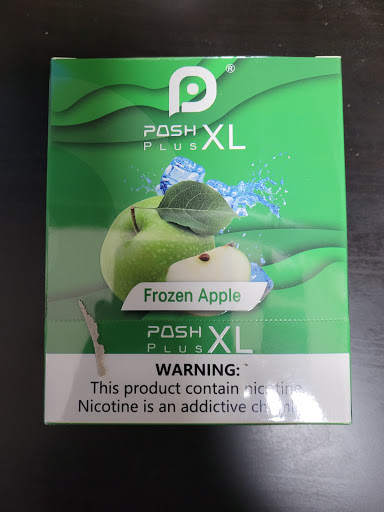 ®
POSH
PLUS XL
Frozen Apple
POSH
PLUS XL
WARNING:
This product contain nicotine
Nicotine is an addictive